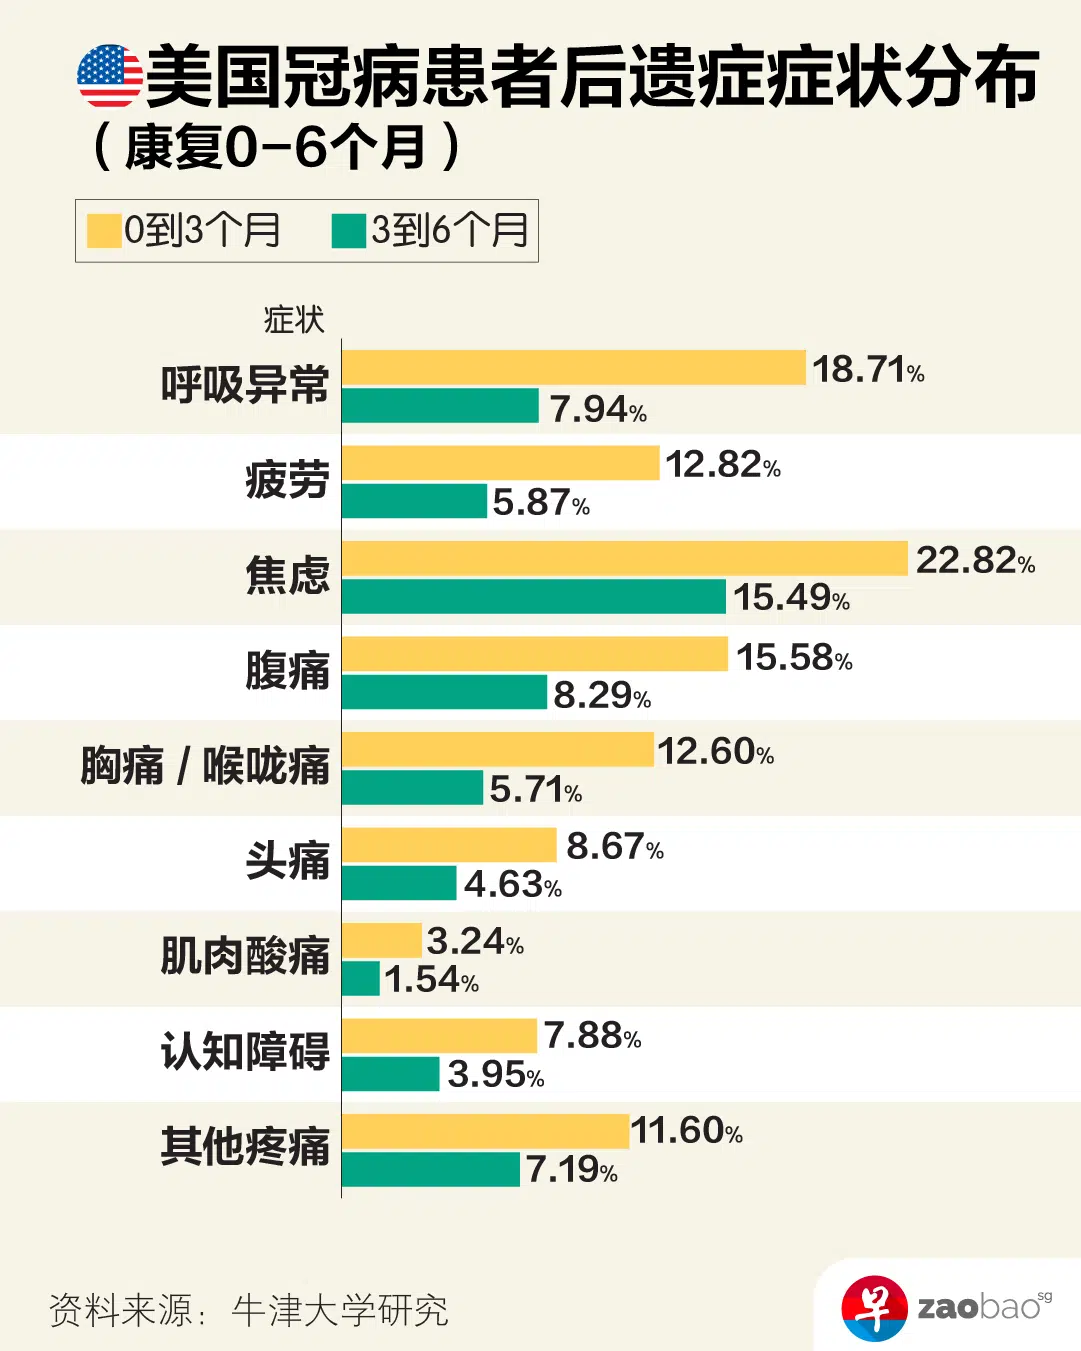 美国冠病患者后遗症症状分布
（康复0-6个月）
0到3个月 3到6个月
症状
呼吸异常 18.71%
7.94%
疲劳 12.82%
5.87%
焦虑 22.82%
15.49%
腹痛 15.58%
8.29%
胸痛 / 喉咙痛 12.60%
5.71%
头痛 8.67%
4.63%
肌肉酸痛 3.24%
1.54%
认知障碍 7.88%
3.95%
其他疼痛 11.60%
7.19%
资料来源：牛津大学研究
早 zaobao sg